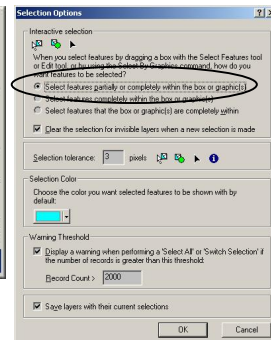 Selection Options
Interactive selection
When you select features by dragging a box with the Select Features tool
or Edit tool, or by using the Select By Graphics command, how do you
want features to be selected?
Select features partially or completely within the box or graphic(s)
Select features completely within the box or graphic(s)
Select features that the box or graphic(s) are completely within
Clear the selection for invisible layers when a new selection is made
Selection tolerance: 3 pixels
Selection Color
Choose the color you want selected features to be shown with by
default:
Warning Threshold
Display a warning when performing a 'Select All' or 'Switch Selection' if
the number of records is greater than this threshold:
Record Count > 2000
Save layers with their current selections
OK Cancel